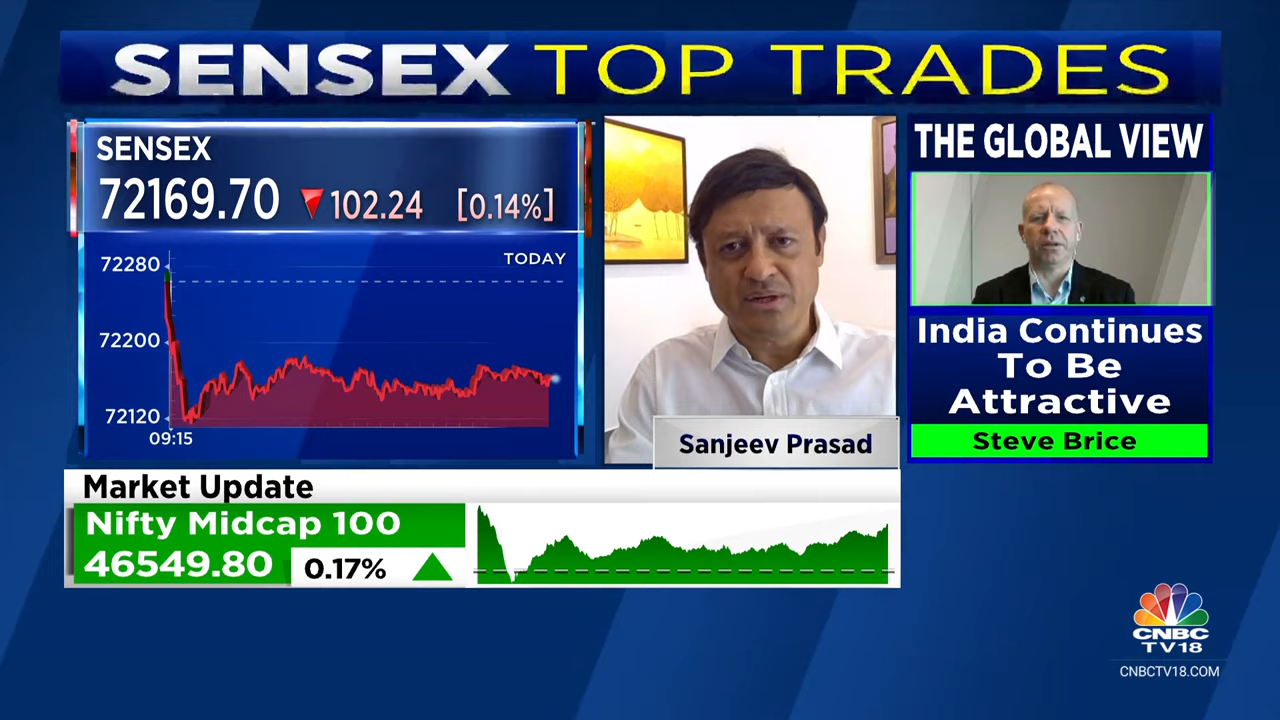 SENSEX TOP TRADES
SENSEX
72169.70 102.24 [0.14%]
TODAY
72280
72200
72120
09:15
Sanjeev Prasad
THE GLOBAL VIEW
India Continues
To Be
Attractive
Steve Brice
Market Update
Nifty Midcap 100
46549.80 0.17%
CNBC
TV18
CNBCTV18.COM